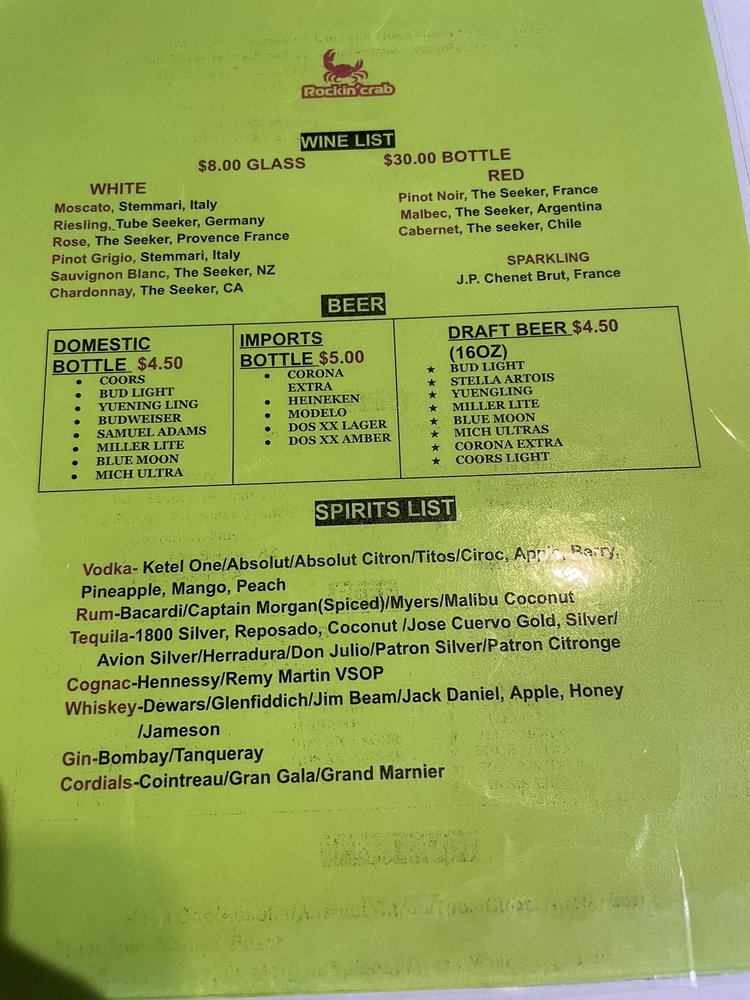 Rockin'crab
WINE LIST
$8.00 GLASS $30.00 BOTTLE
WHITE
Moscato, Stemmari, Italy
Riesling, Tube Seeker, Germany
Rose, The Seeker, Provence France
Pinot Grigio, Stemmari, Italy
Sauvignon Blanc, The Seeker, NZ
Chardonnay, The Seeker, CA
RED
Pinot Noir, The Seeker, France
Malbec, The Seeker, Argentina
Cabernet, The seeker, Chile
SPARKLING
J.P. Chenet Brut, France
BEER
DOMESTIC
BOTTLE $4.50
• COORS
• BUD LIGHT
• YUENING LING
• BUDWEISER
• SAMUEL ADAMS
• MILLER LITE
• BLUE MOON
• MICH ULTRA
IMPORTS
BOTTLE $5.00
• CORONA
EXTRA
• HEINEKEN
• MODELO
• DOS XX LAGER
• DOS XX AMBER
DRAFT BEER $4.50
(16OZ)
★ BUD LIGHT
★ STELLA ARTOIS
★ YUENGLING
★ MILLER LITE
★ BLUE MOON
★ MICH ULTRAS
★ CORONA EXTRA
★ COORS LIGHT
SPIRITS LIST
Vodka- Ketel One/Absolut/Absolut Citron/Titos/Ciroc, Apple, Berry,
Pineapple, Mango, Peach
Rum-Bacardi/Captain Morgan(Spiced)/Myers/Malibu Coconut
Tequila-1800 Silver, Reposado, Coconut /Jose Cuervo Gold, Silver/
Avion Silver/Herradura/Don Julio/Patron Silver/Patron Citronge
Cognac-Hennessy/Remy Martin VSOP
Whiskey-Dewars/Glenfiddich/Jim Beam/Jack Daniel, Apple, Honey
/Jameson
Gin-Bombay/Tanqueray
Cordials-Cointreau/Gran Gala/Grand Marnier